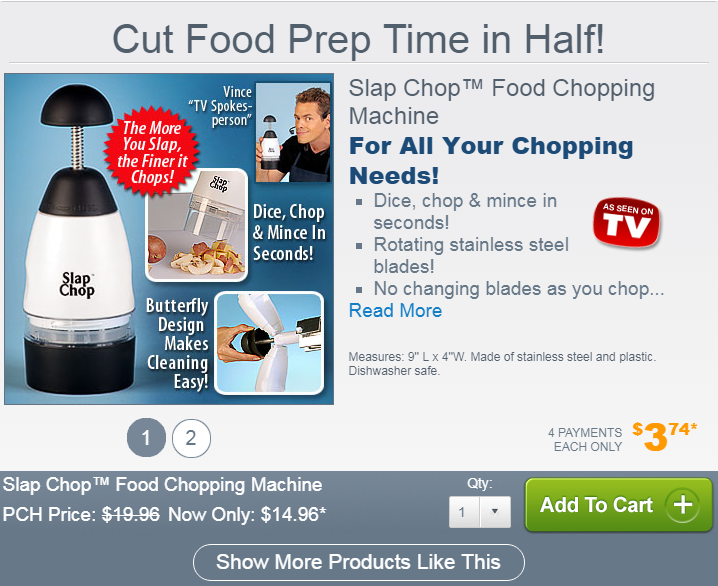 Cut Food Prep Time in Half!
Vince
"TV Spokes-
person"
The More
You Slap,
the Finer it
Chops!
Slap
Chop
Dice, Chop
& Mince In
Seconds!
Slap™
Chop
Butterfly
Design
Makes
Cleaning
Easy!
Slap Chop™ Food Chopping
Machine
For All Your Chopping
Needs!
Dice, chop & mince in
seconds!
Rotating stainless steel
blades!
No changing blades as you chop...
Read More
AS SEEN ON
TV
Measures: 9" L x 4"W. Made of stainless steel and plastic.
Dishwasher safe.
1
2
4 PAYMENTS
EACH ONLY
$3.74*
Slap Chop™ Food Chopping Machine
PCH Price: $19.96 Now Only: $14.96*
Qty:
1
Add To Cart +
Show More Products Like This